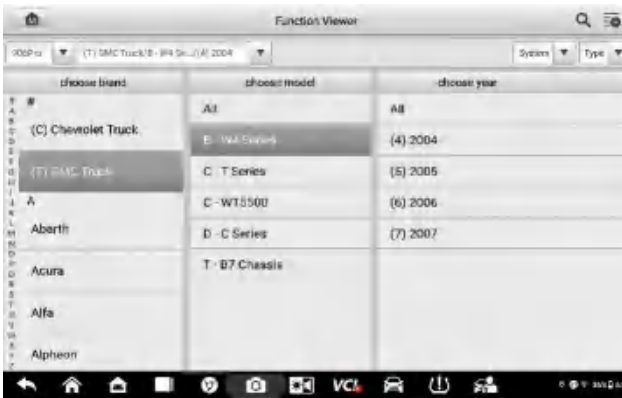 Function Viewer
System
Type
choose brand
choose model
choose year
#
(C) Chevrolet Truck
A
Abarth
Acura
Alfa
Alpheon
All
C - T Series
C - WT5500
D - C Series
T - B7 Chassis
All
(4) 2004
(5) 2005
(6) 2006
(7) 2007
VCI